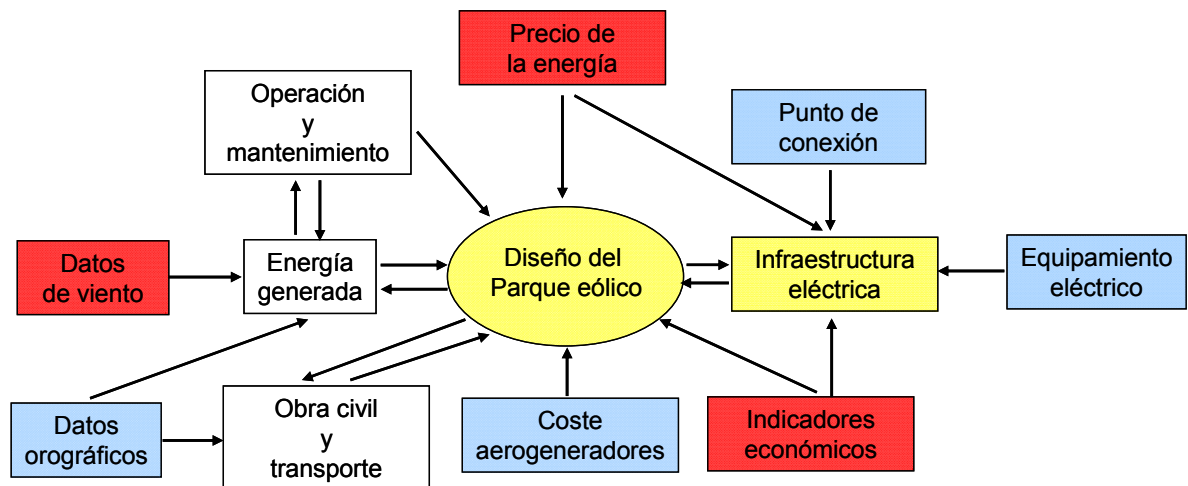 Precio de
la energía
Operación
y
mantenimiento
Punto de
conexión
Datos
de viento
Energía
generada
Diseño del
Parque eólico
Infraestructura
eléctrica
Equipamiento
eléctrico
Datos
orográficos
Obra civil
y
transporte
Coste
aerogeneradores
Indicadores
económicos